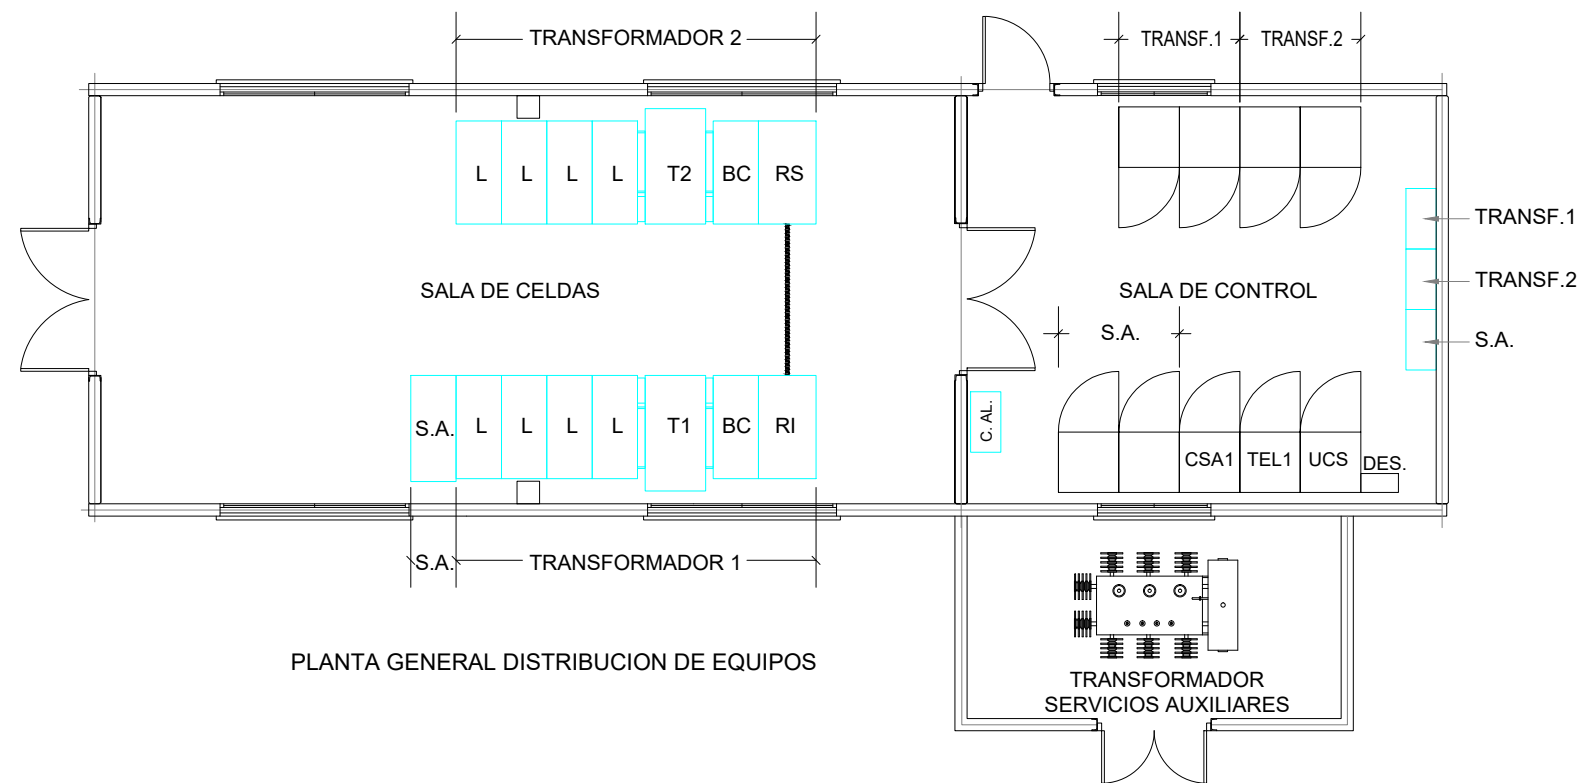 TRANSFORMADOR 2
TRANSF.1
TRANSF.2
L
L
L
L
T2
BC
RS
TRANSF.1
TRANSF.2
S.A.
SALA DE CELDAS
SALA DE CONTROL
S.A.
C. AL.
S.A.
L
L
L
L
T1
BC
RI
CSA1
TEL1
UCS
DES.
S.A.
TRANSFORMADOR 1
PLANTA GENERAL DISTRIBUCION DE EQUIPOS
TRANSFORMADOR
SERVICIOS AUXILIARES